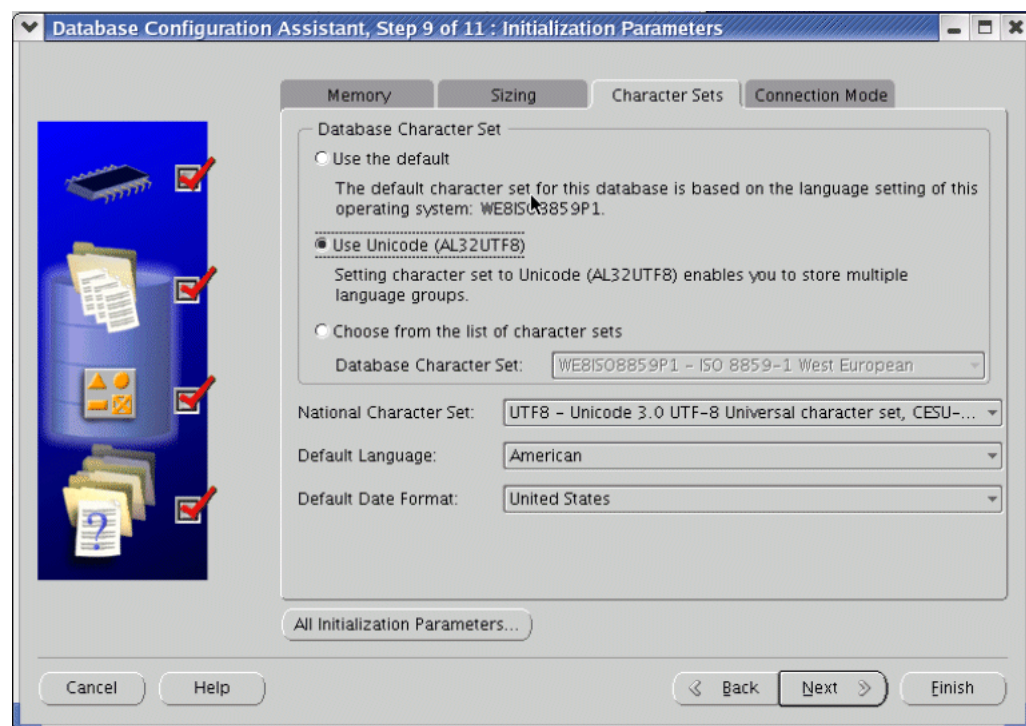 Database Configuration Assistant, Step 9 of 11 : Initialization Parameters
Memory Sizing Character Sets Connection Mode
Database Character Set
Use the default
The default character set for this database is based on the language setting of this
operating system: WE8ISO8859P1.
Use Unicode (AL32UTF8)
Setting character set to Unicode (AL32UTF8) enables you to store multiple
language groups.
Choose from the list of character sets
Database Character Set: WE8ISO8859P1 - ISO 8859-1 West European
National Character Set: UTF8 - Unicode 3.0 UTF-8 Universal character set, CESU-...
Default Language: American
Default Date Format: United States
?
All Initialization Parameters...
Cancel Help Back Next Finish